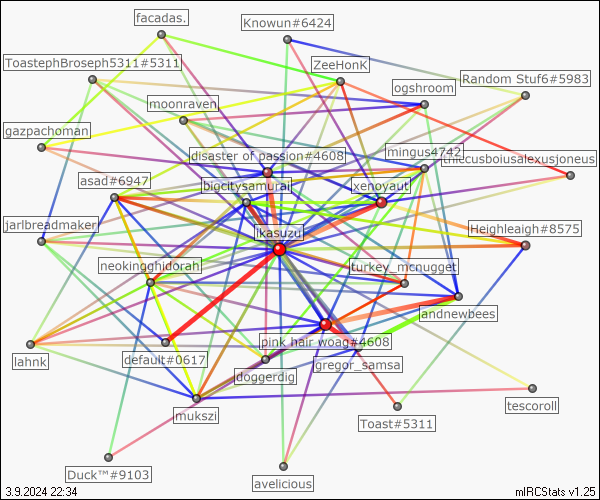 facadas.
Knowun#6424
ToastephBroseph5311#5311
ZeeHonK
Random Stuf6#5983
ogshroom
moonraven
gazpachoman
mingus4742
disaster of passion#4608
thiccusboiusalexusjoneus
asad#6947
bigcitysamurai
xenoyaut
jarlbreadmaker
ikasuzu
Heighleaigh#8575
neokingghidorah
turkey_mcnugget
andnewbees
pink hair woag#4608
lahnk
default#0617
gregor_samsa
doggerdig
tescoroll
mukszi
Toast#5311
Duck™#9103
avelicious
3.9.2024 22:34
mIRCStats v1.25